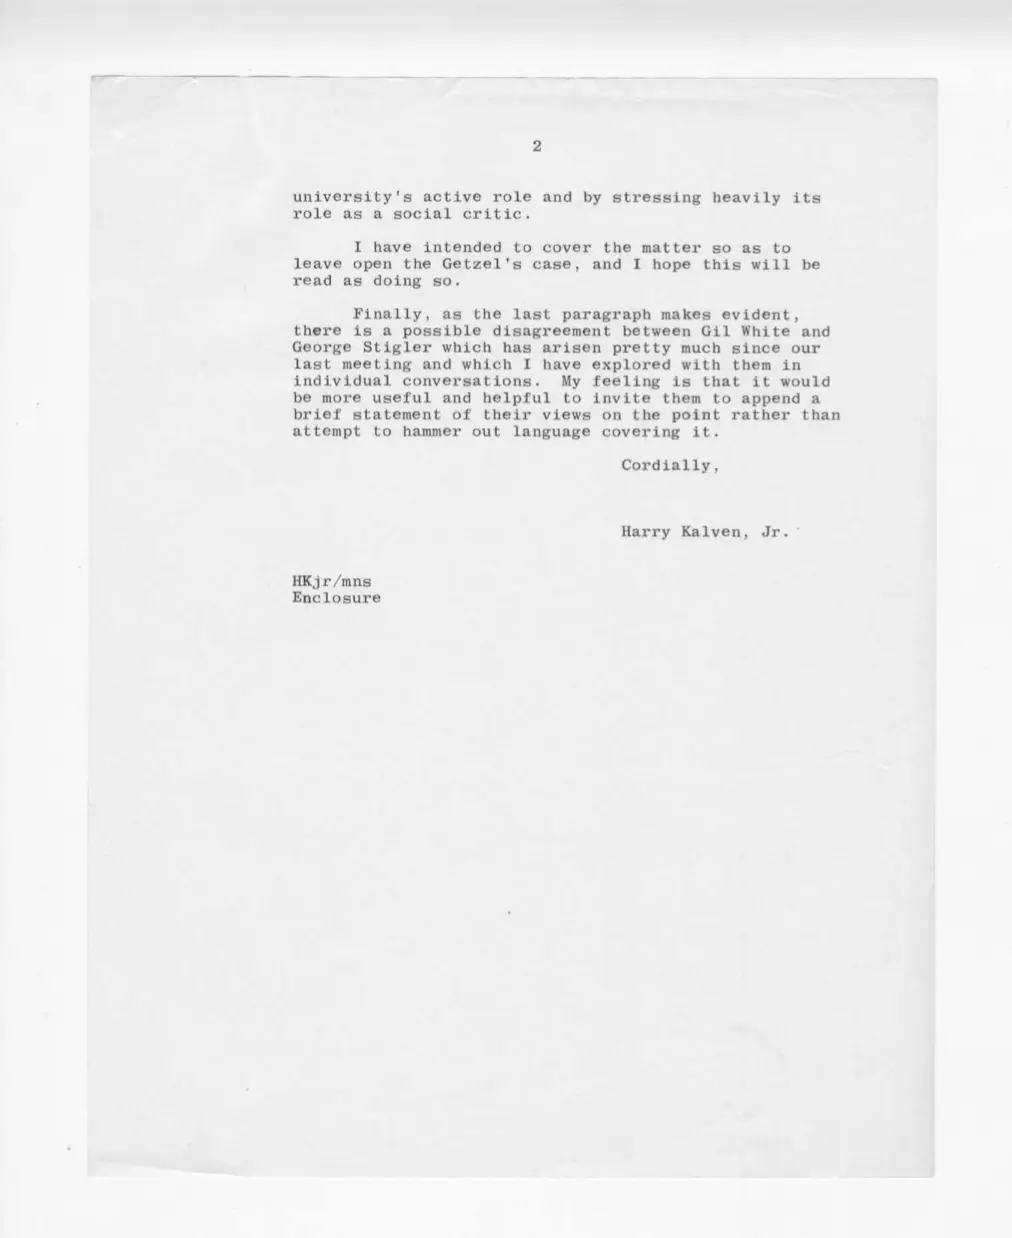 2
university's active role and by stressing heavily its
role as a social critic.
I have intended to cover the matter so as to
leave open the Getzel's case, and I hope this will be
read as doing so.
Finally, as the last paragraph makes evident,
there is a possible disagreement between Gil White and
George Stigler which has arisen pretty much since our
last meeting and which I have explored with them in
individual conversations. My feeling is that it would
be more useful and helpful to invite them to append a
brief statement of their views on the point rather than
attempt to hammer out language covering it.
Cordially,
Harry Kalven, Jr.
HKjr/mns
Enclosure